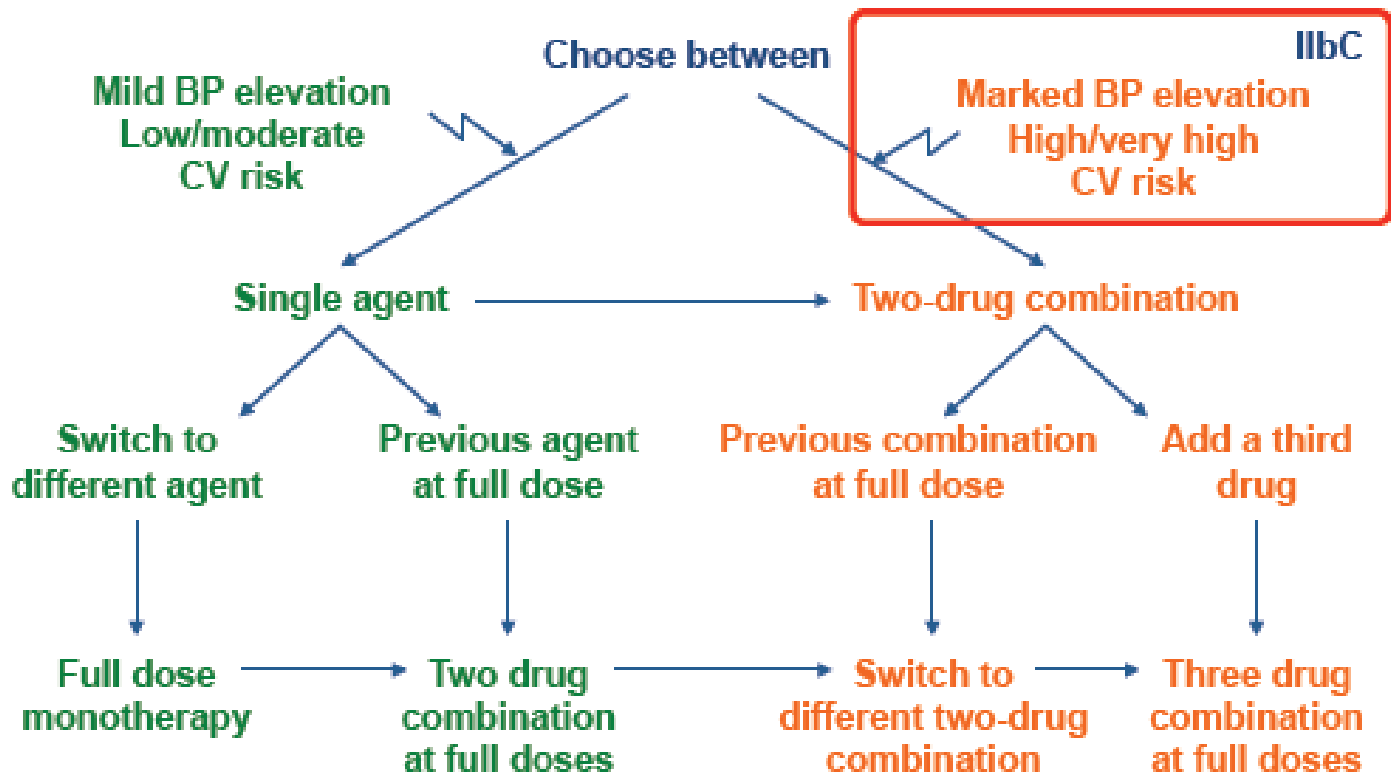 Choose between
IIbC
Mild BP elevation
Low/moderate
CV risk
Marked BP elevation
High/very high
CV risk
Single agent
Two-drug combination
Switch to
different agent
Previous agent
at full dose
Previous combination
at full dose
Add a third
drug
Full dose
monotherapy
Two drug
combination
at full doses
Switch to
different two-drug
combination
Three drug
combination
at full doses